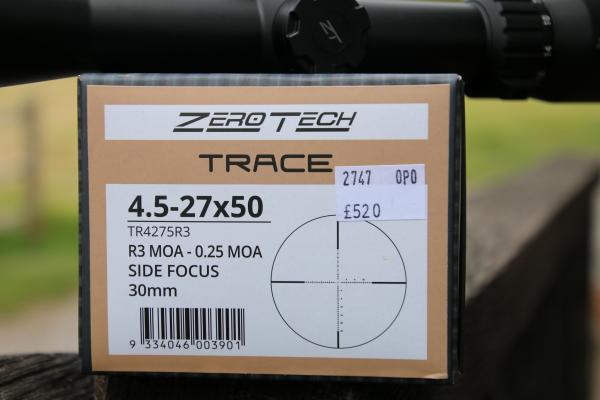 ZT
ZEROTECH
TRACE
2747 OPO
£520
4.5-27x50
TR4275R3
R3 MOA - 0.25 MOA
SIDE FOCUS
30mm
9 334046 003901